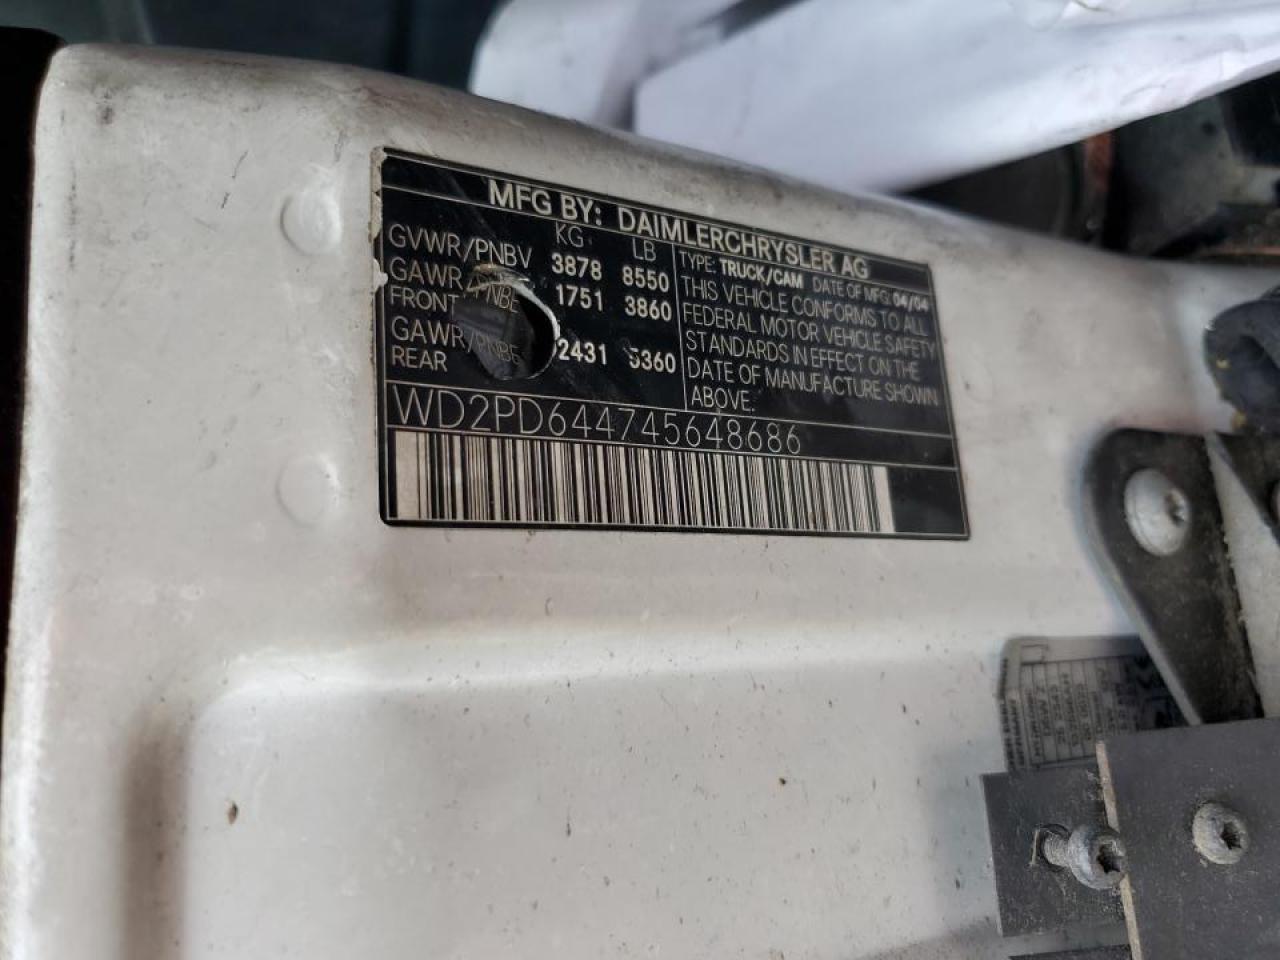 MFG BY: DAIMLERCHRYSLER AG
KG LB
GVWR/PNBV 3878 8550
GAWR/PNBE 1751 3860
FRONT
GAWR/PNBE 2431 5360
REAR
TYPE: TRUCK/CAM DATE OF MFG: 04/04
THIS VEHICLE CONFORMS TO ALL
FEDERAL MOTOR VEHICLE SAFETY
STANDARDS IN EFFECT ON THE
DATE OF MANUFACTURE SHOWN
ABOVE.
WD2PD644745648686